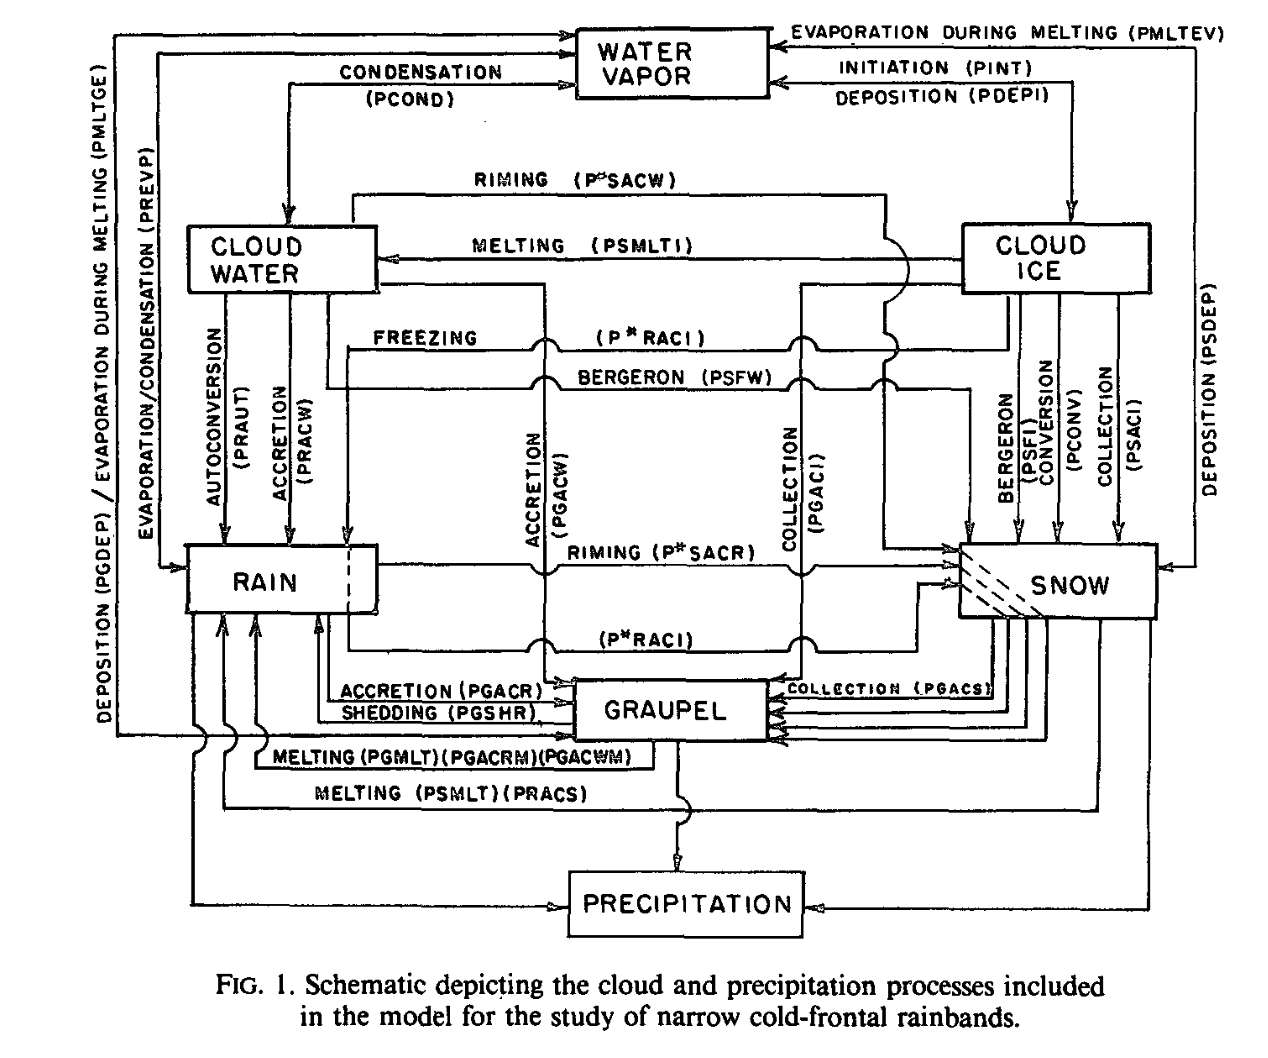 EVAPORATION DURING MELTING (PMLTEV)
WATER
VAPOR
CONDENSATION
(PCOND)
INITIATION (PINT)
DEPOSITION (PDEPI)
DEPOSITION (PGDEP) / EVAPORATION DURING MELTING (PMLTGE)
EVAPORATION/CONDENSATION (PREVP)
RIMING (P*SACW)
CLOUD
WATER
MELTING (PSMLTI)
CLOUD
ICE
FREEZING (P*RACI)
BERGERON (PSFW)
AUTOCONVERSION
(PRAUT)
ACCRETION
(PRACW)
ACCRETION
(PGACW)
COLLECTION
(PGACI)
BERGERON
(PSFI)
CONVERSION
(PCONV)
COLLECTION
(PSACI)
DEPOSITION (PSDEP)
RAIN
RIMING (P*SACR)
SNOW
(P*RACI)
ACCRETION (PGACR)
SHEDDING (PGSHR)
GRAUPEL
COLLECTION (PGACS)
MELTING (PGMLT)(PGACRM)(PGACWM)
MELTING (PSMLT)(PRACS)
PRECIPITATION
FIG. 1. Schematic depicting the cloud and precipitation processes included
in the model for the study of narrow cold-frontal rainbands.